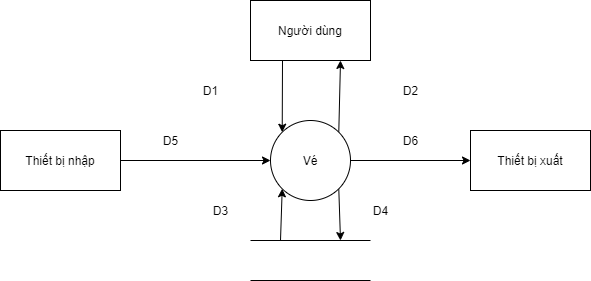 Người dùng
D1
D2
Thiết bị nhập
D5
Vé
D6
Thiết bị xuất
D3
D4